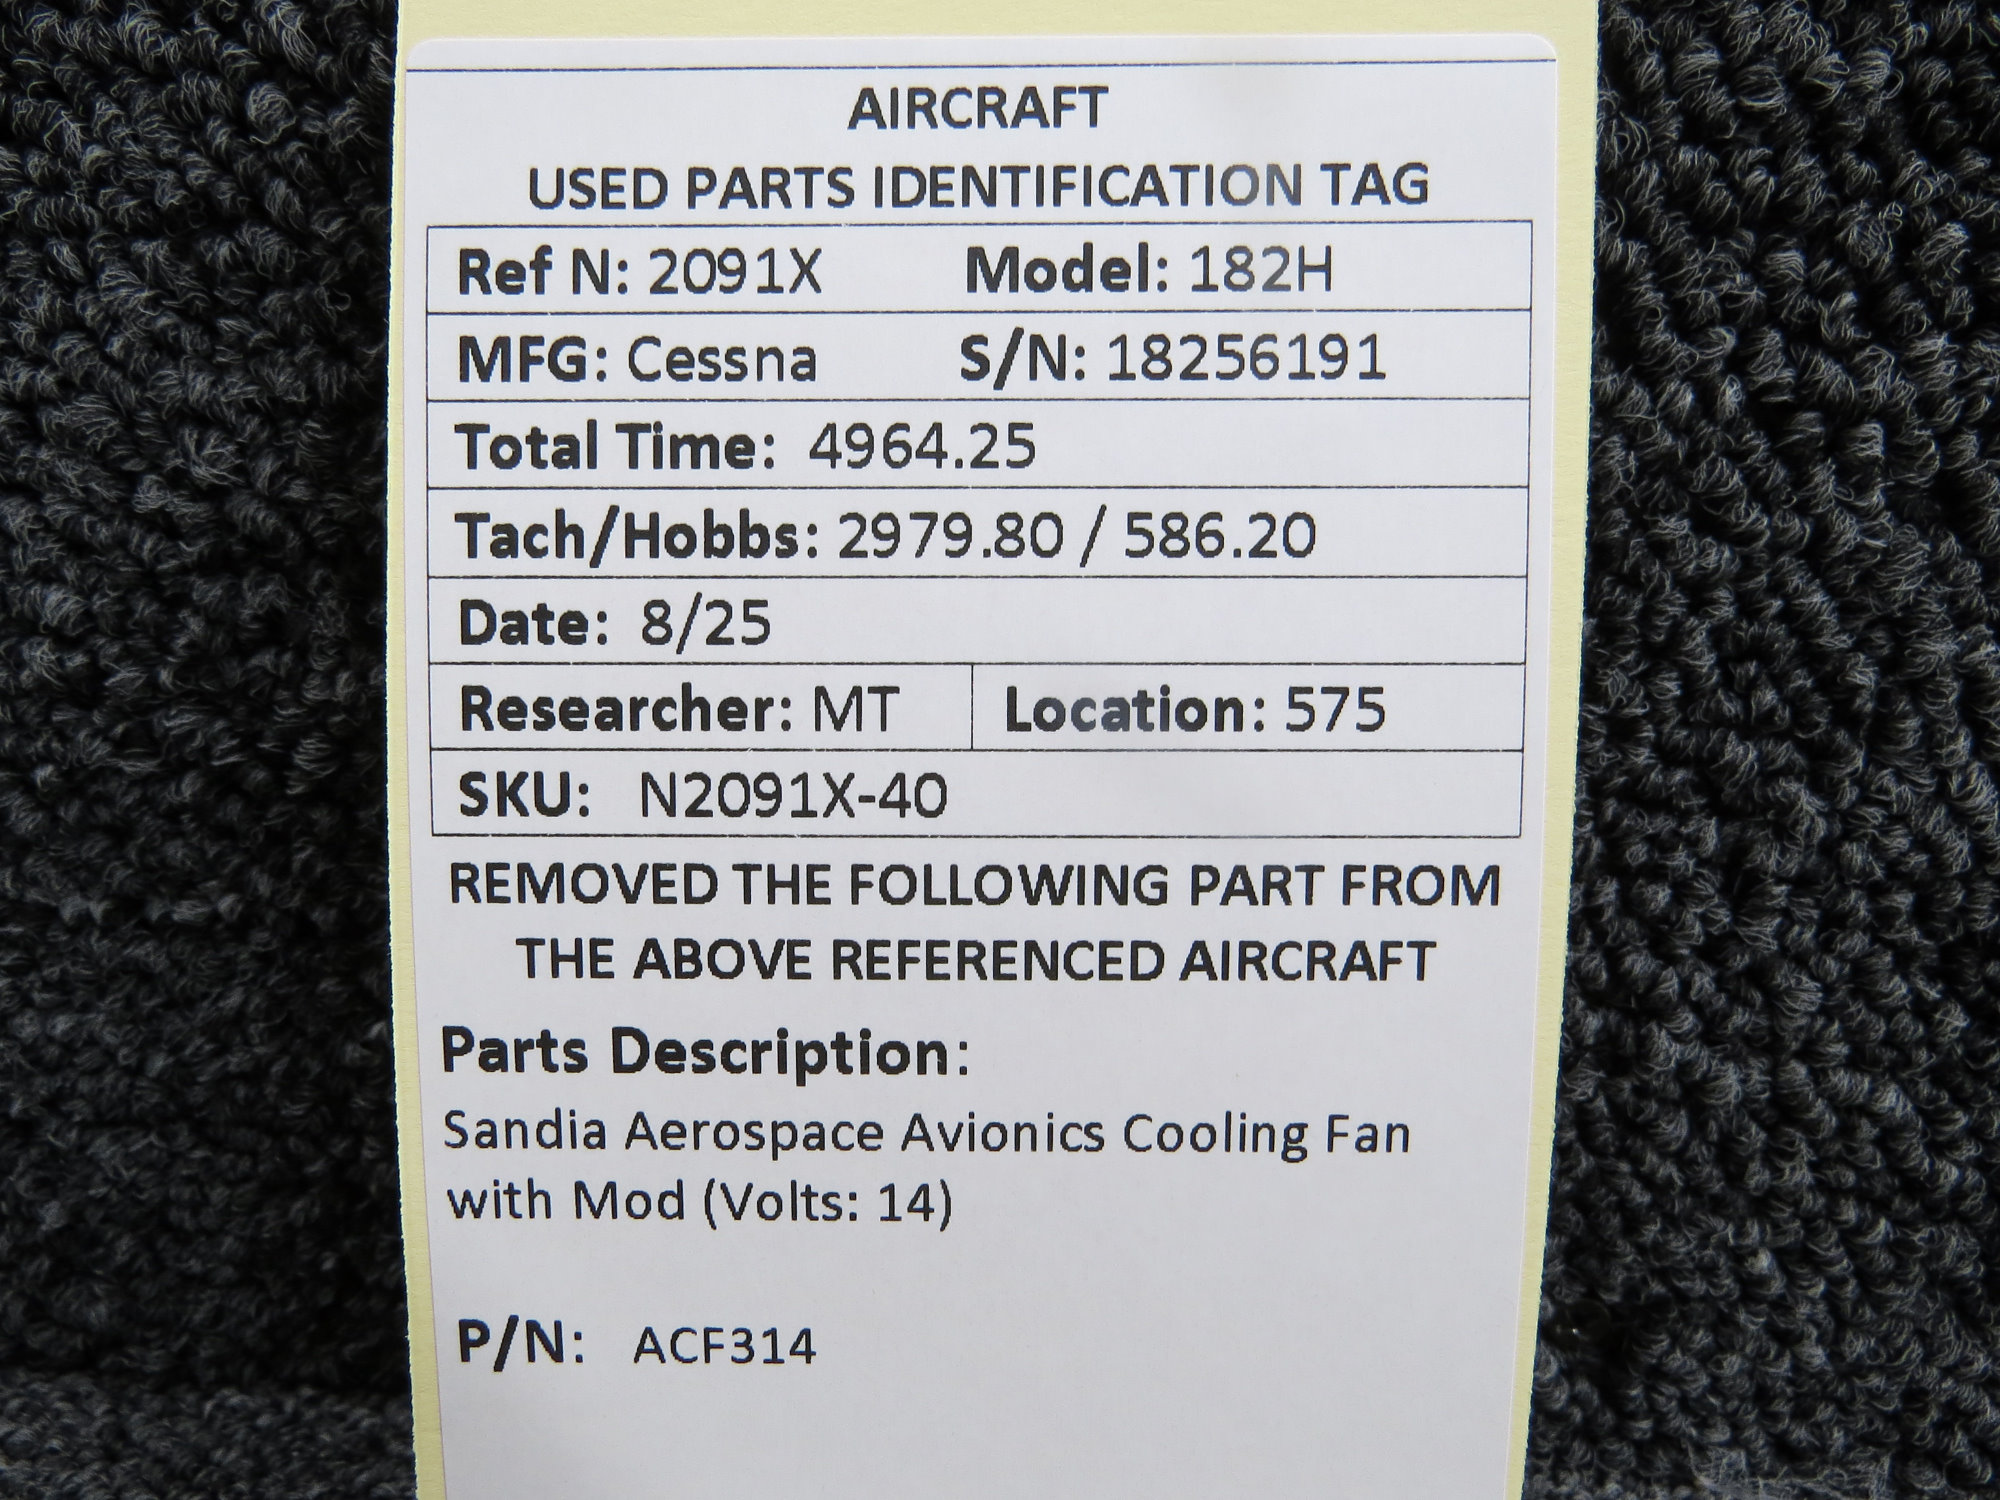 AIRCRAFT
USED PARTS IDENTIFICATION TAG
Ref N: 2091X Model: 182H
MFG: Cessna S/N: 18256191
Total Time: 4964.25
Tach/Hobbs: 2979.80 / 586.20
Date: 8/25
Researcher: MT Location: 575
SKU: N2091X-40
REMOVED THE FOLLOWING PART FROM
THE ABOVE REFERENCED AIRCRAFT
Parts Description:
Sandia Aerospace Avionics Cooling Fan
with Mod (Volts: 14)
P/N: ACF314